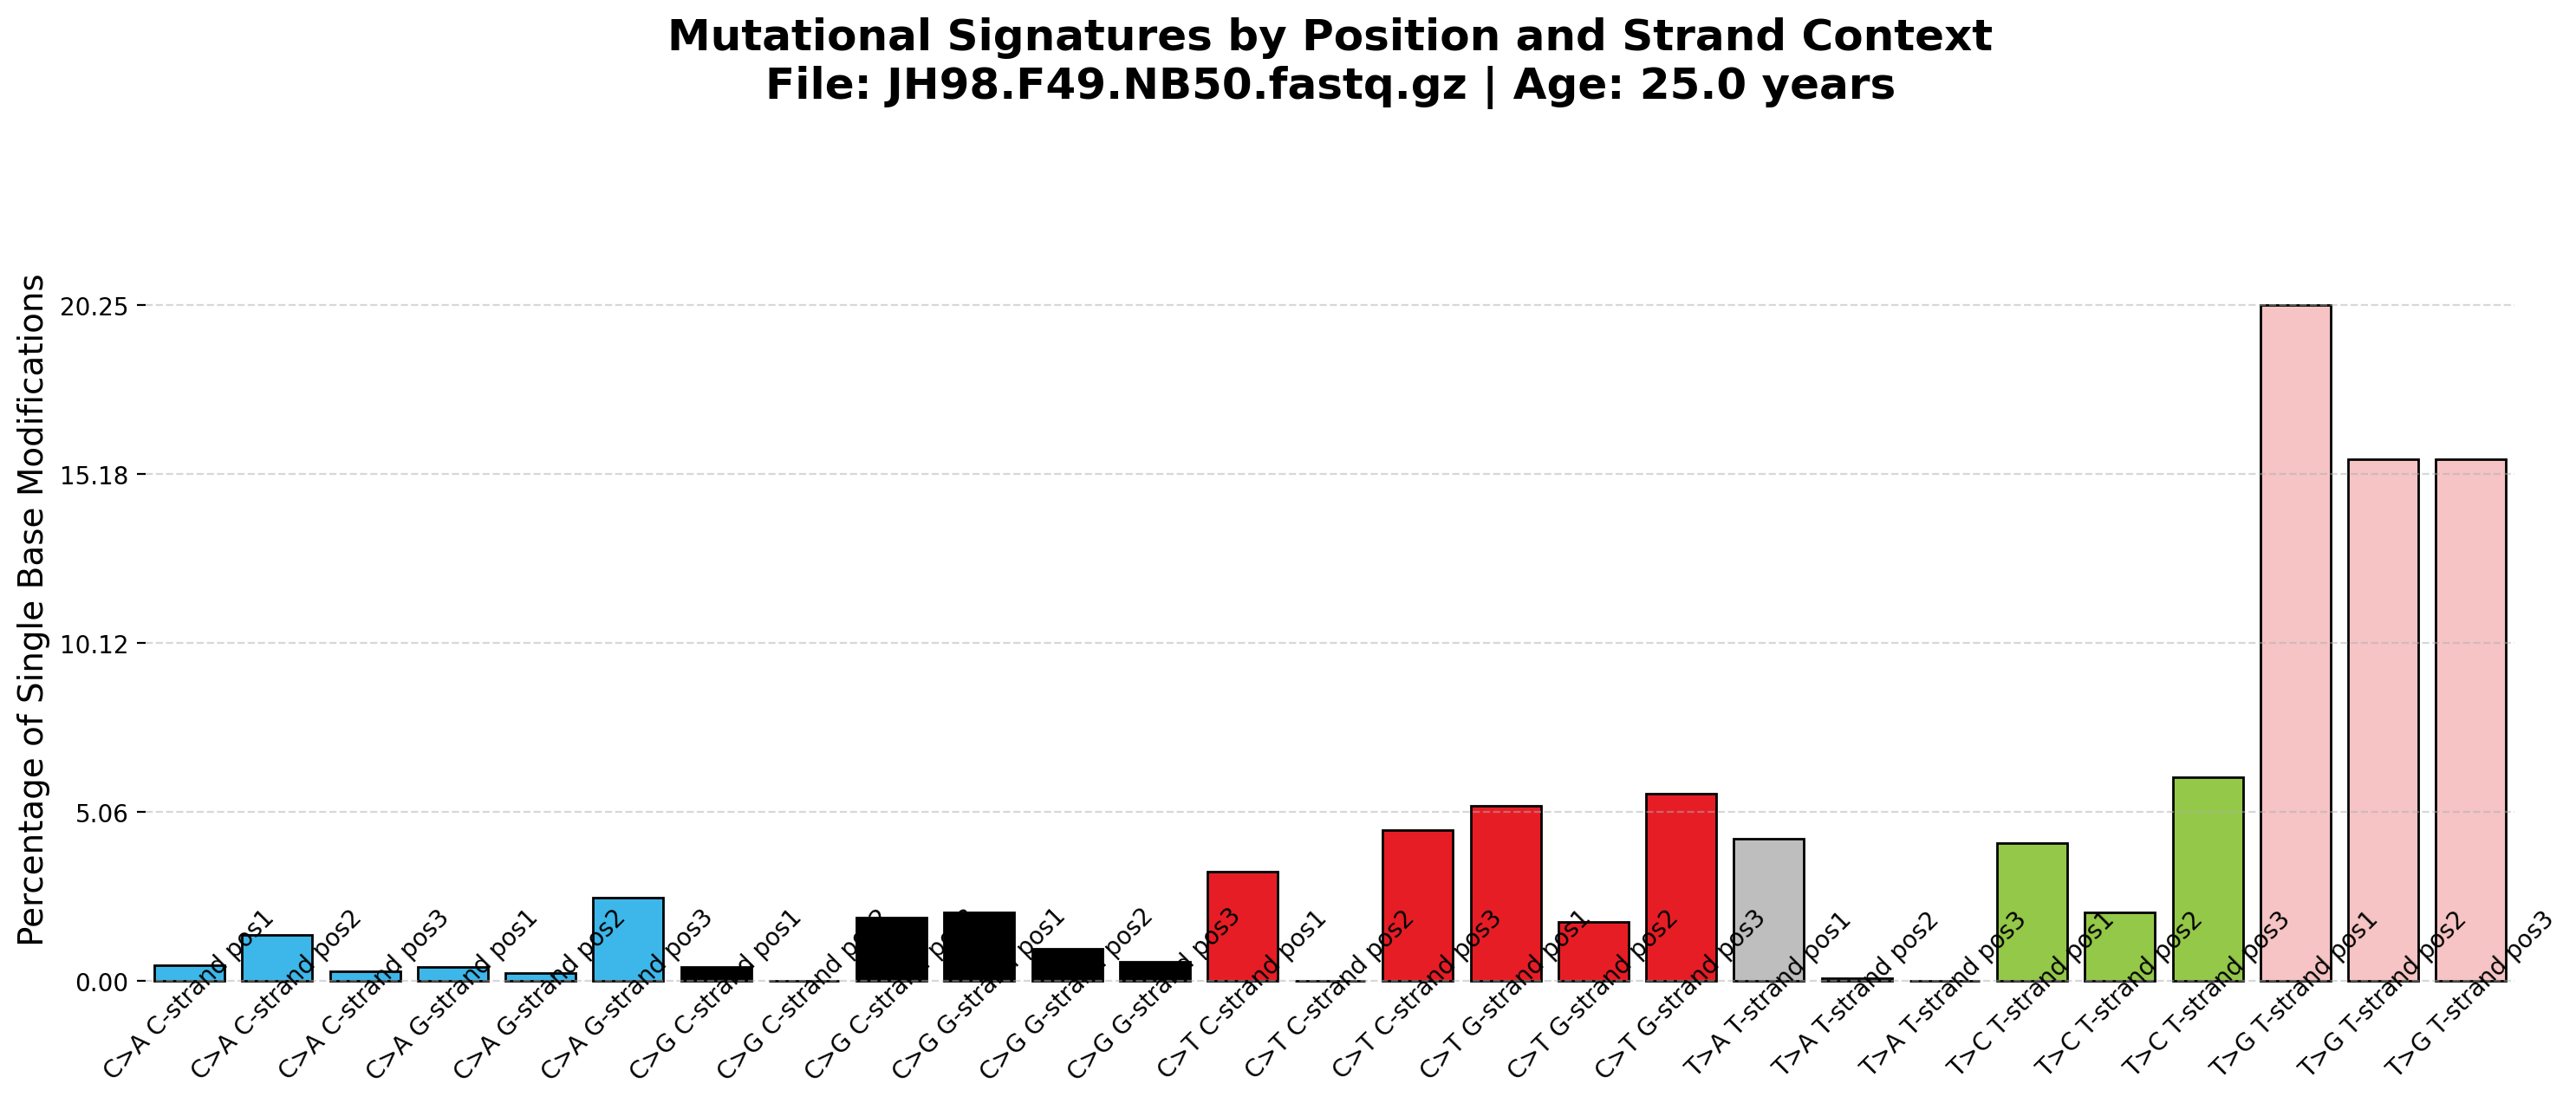 Mutational Signatures by Position and Strand Context
File: JH98.F49.NB50.fastq.gz | Age: 25.0 years
Percentage of Single Base Modifications
20.25
15.18
10.12
5.06
0.00
C>A C-strand pos1
C>A C-strand pos2
C>A C-strand pos3
C>A G-strand pos1
C>A G-strand pos2
C>A G-strand pos3
C>G C-strand pos1
C>G C-strand pos2
C>G C-strand pos3
C>G G-strand pos1
C>G G-strand pos2
C>G G-strand pos3
C>T C-strand pos1
C>T C-strand pos2
C>T C-strand pos3
C>T G-strand pos1
C>T G-strand pos2
C>T G-strand pos3
T>A T-strand pos1
T>A T-strand pos2
T>A T-strand pos3
T>C T-strand pos1
T>C T-strand pos2
T>C T-strand pos3
T>G T-strand pos1
T>G T-strand pos2
T>G T-strand pos3